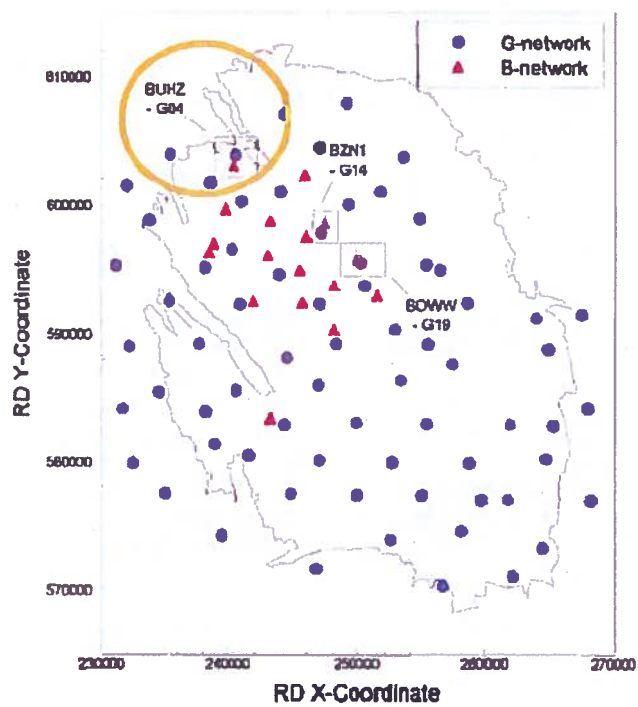 G-network
B-network
610000
BUHZ
- G04
BZN1
- G14
600000
BOWW
- G19
590000
RD Y-Coordinate
580000
570000
230000 240000 250000 260000 270000
RD X-Coordinate